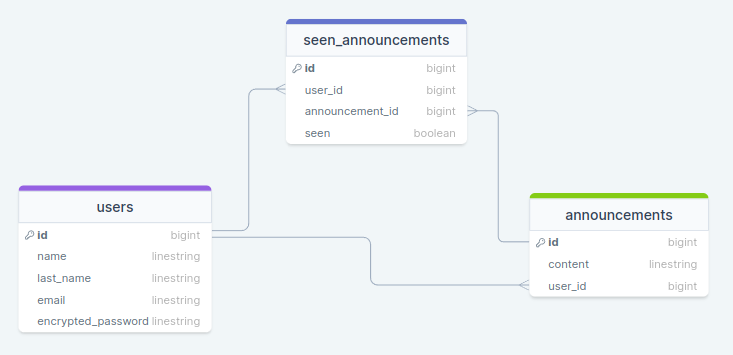 seen_announcements
id bigint
user_id bigint
announcement_id bigint
seen boolean
users
id bigint
name linestring
last_name linestring
email linestring
encrypted_password linestring
announcements
id bigint
content linestring
user_id bigint